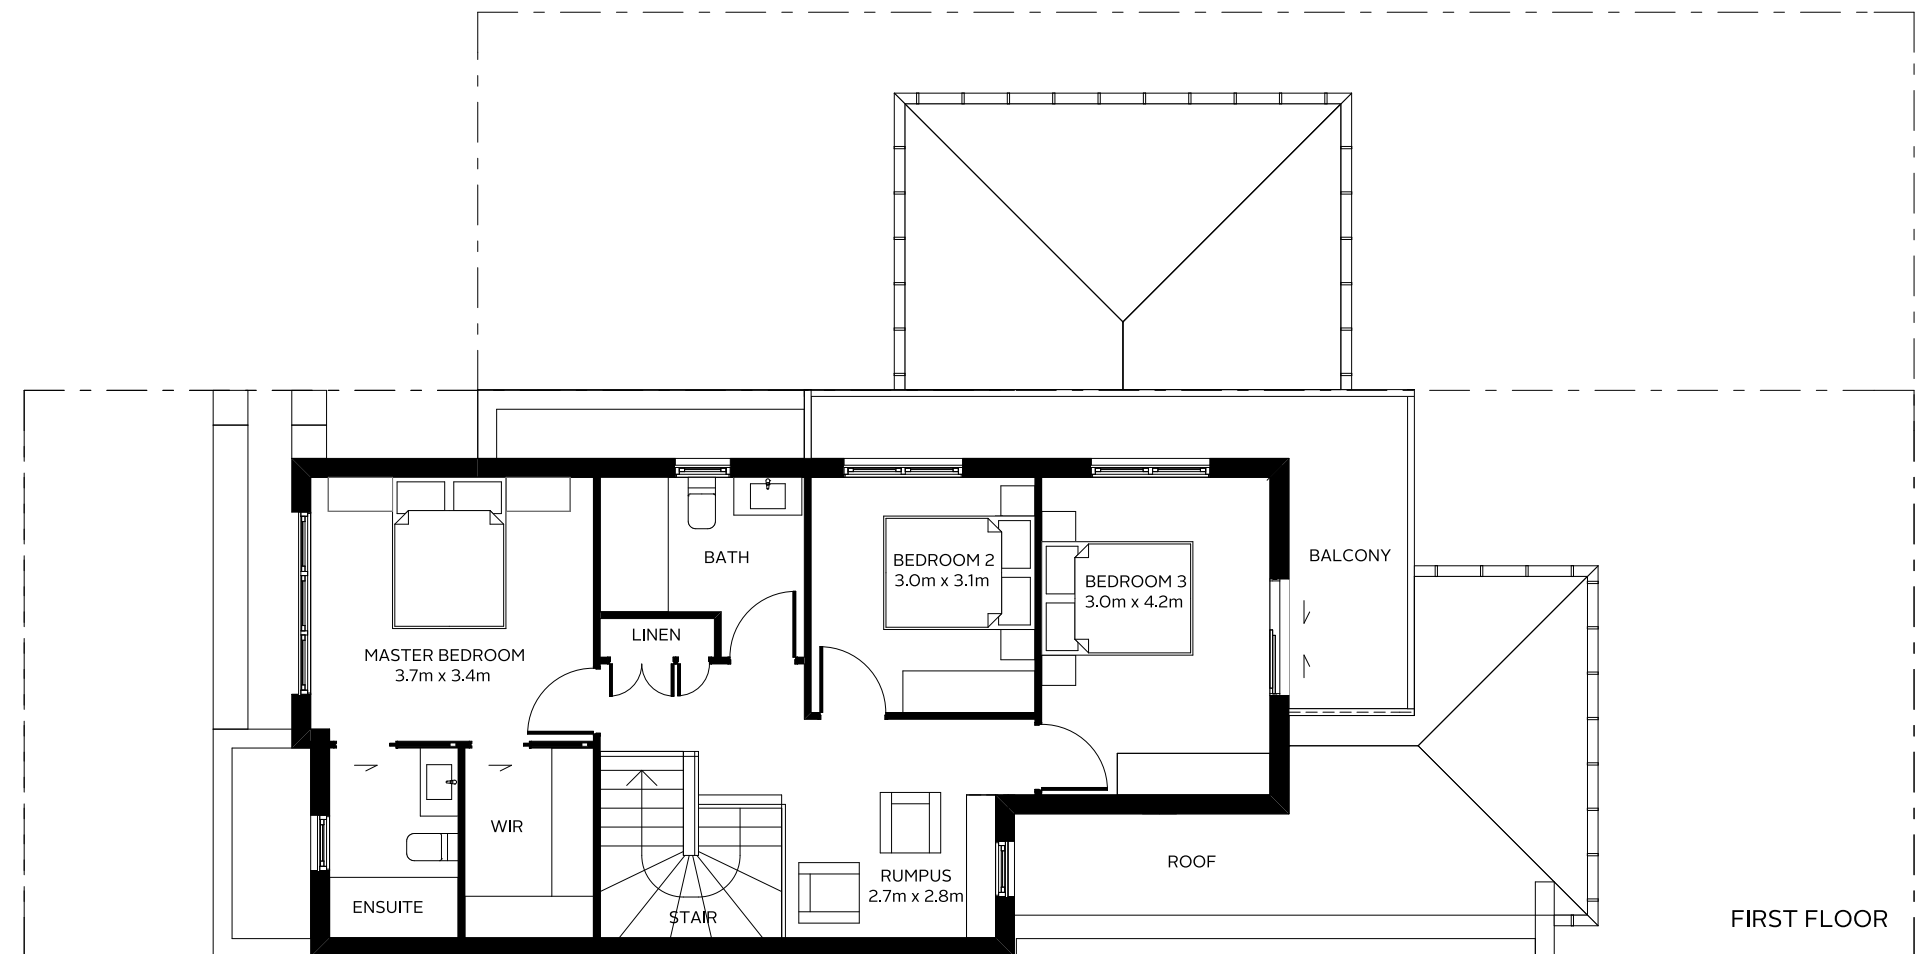 BATH
BEDROOM 2
3.0m x 3.1m
BALCONY
BEDROOM 3
3.0m x 4.2m
LINEN
MASTER BEDROOM
3.7m x 3.4m
WIR
ROOF
RUMPUS
2.7m x 2.8m
ENSUITE
STAIR
FIRST FLOOR